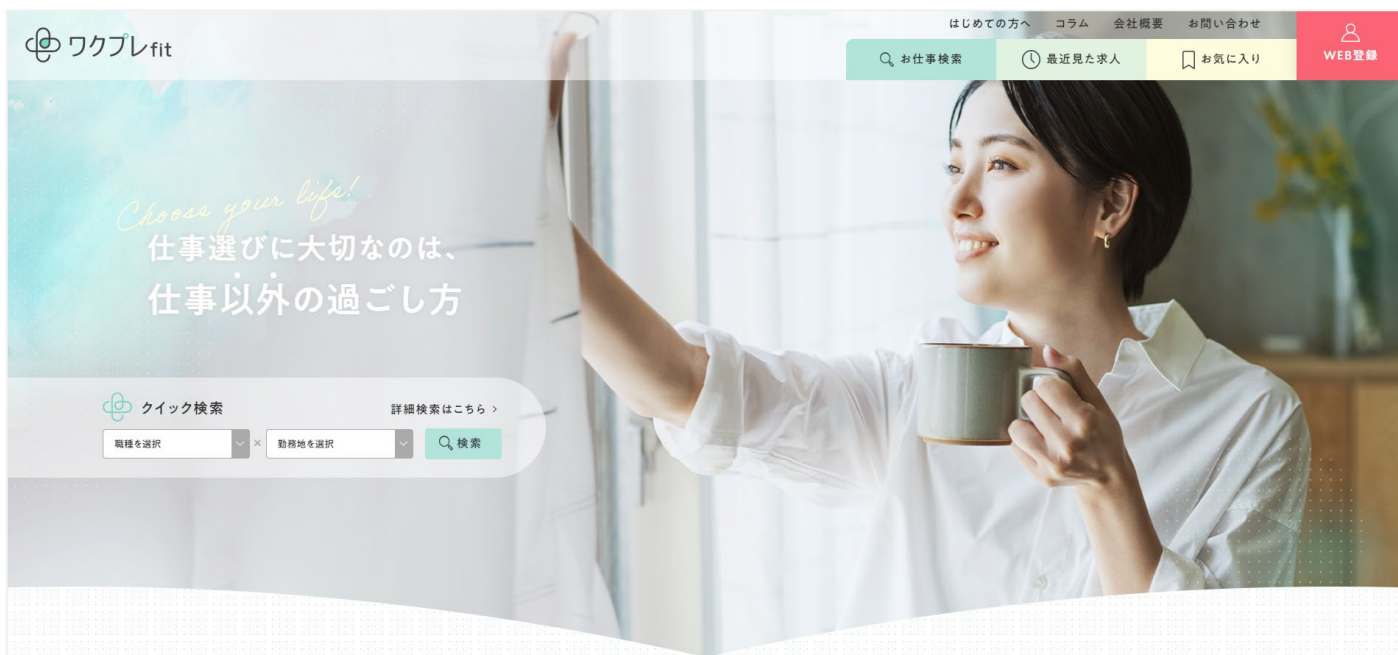 ワクプレfit
はじめての方へ コラム 会社概要 お問い合わせ
お仕事検索 最近見た求人 お気に入り
WEB登録
Choose your life!
仕事選びに大切なのは、
仕事以外の過ごし方
クイック検索 詳細検索はこちら >
職種を選択 × 勤務地を選択 検索